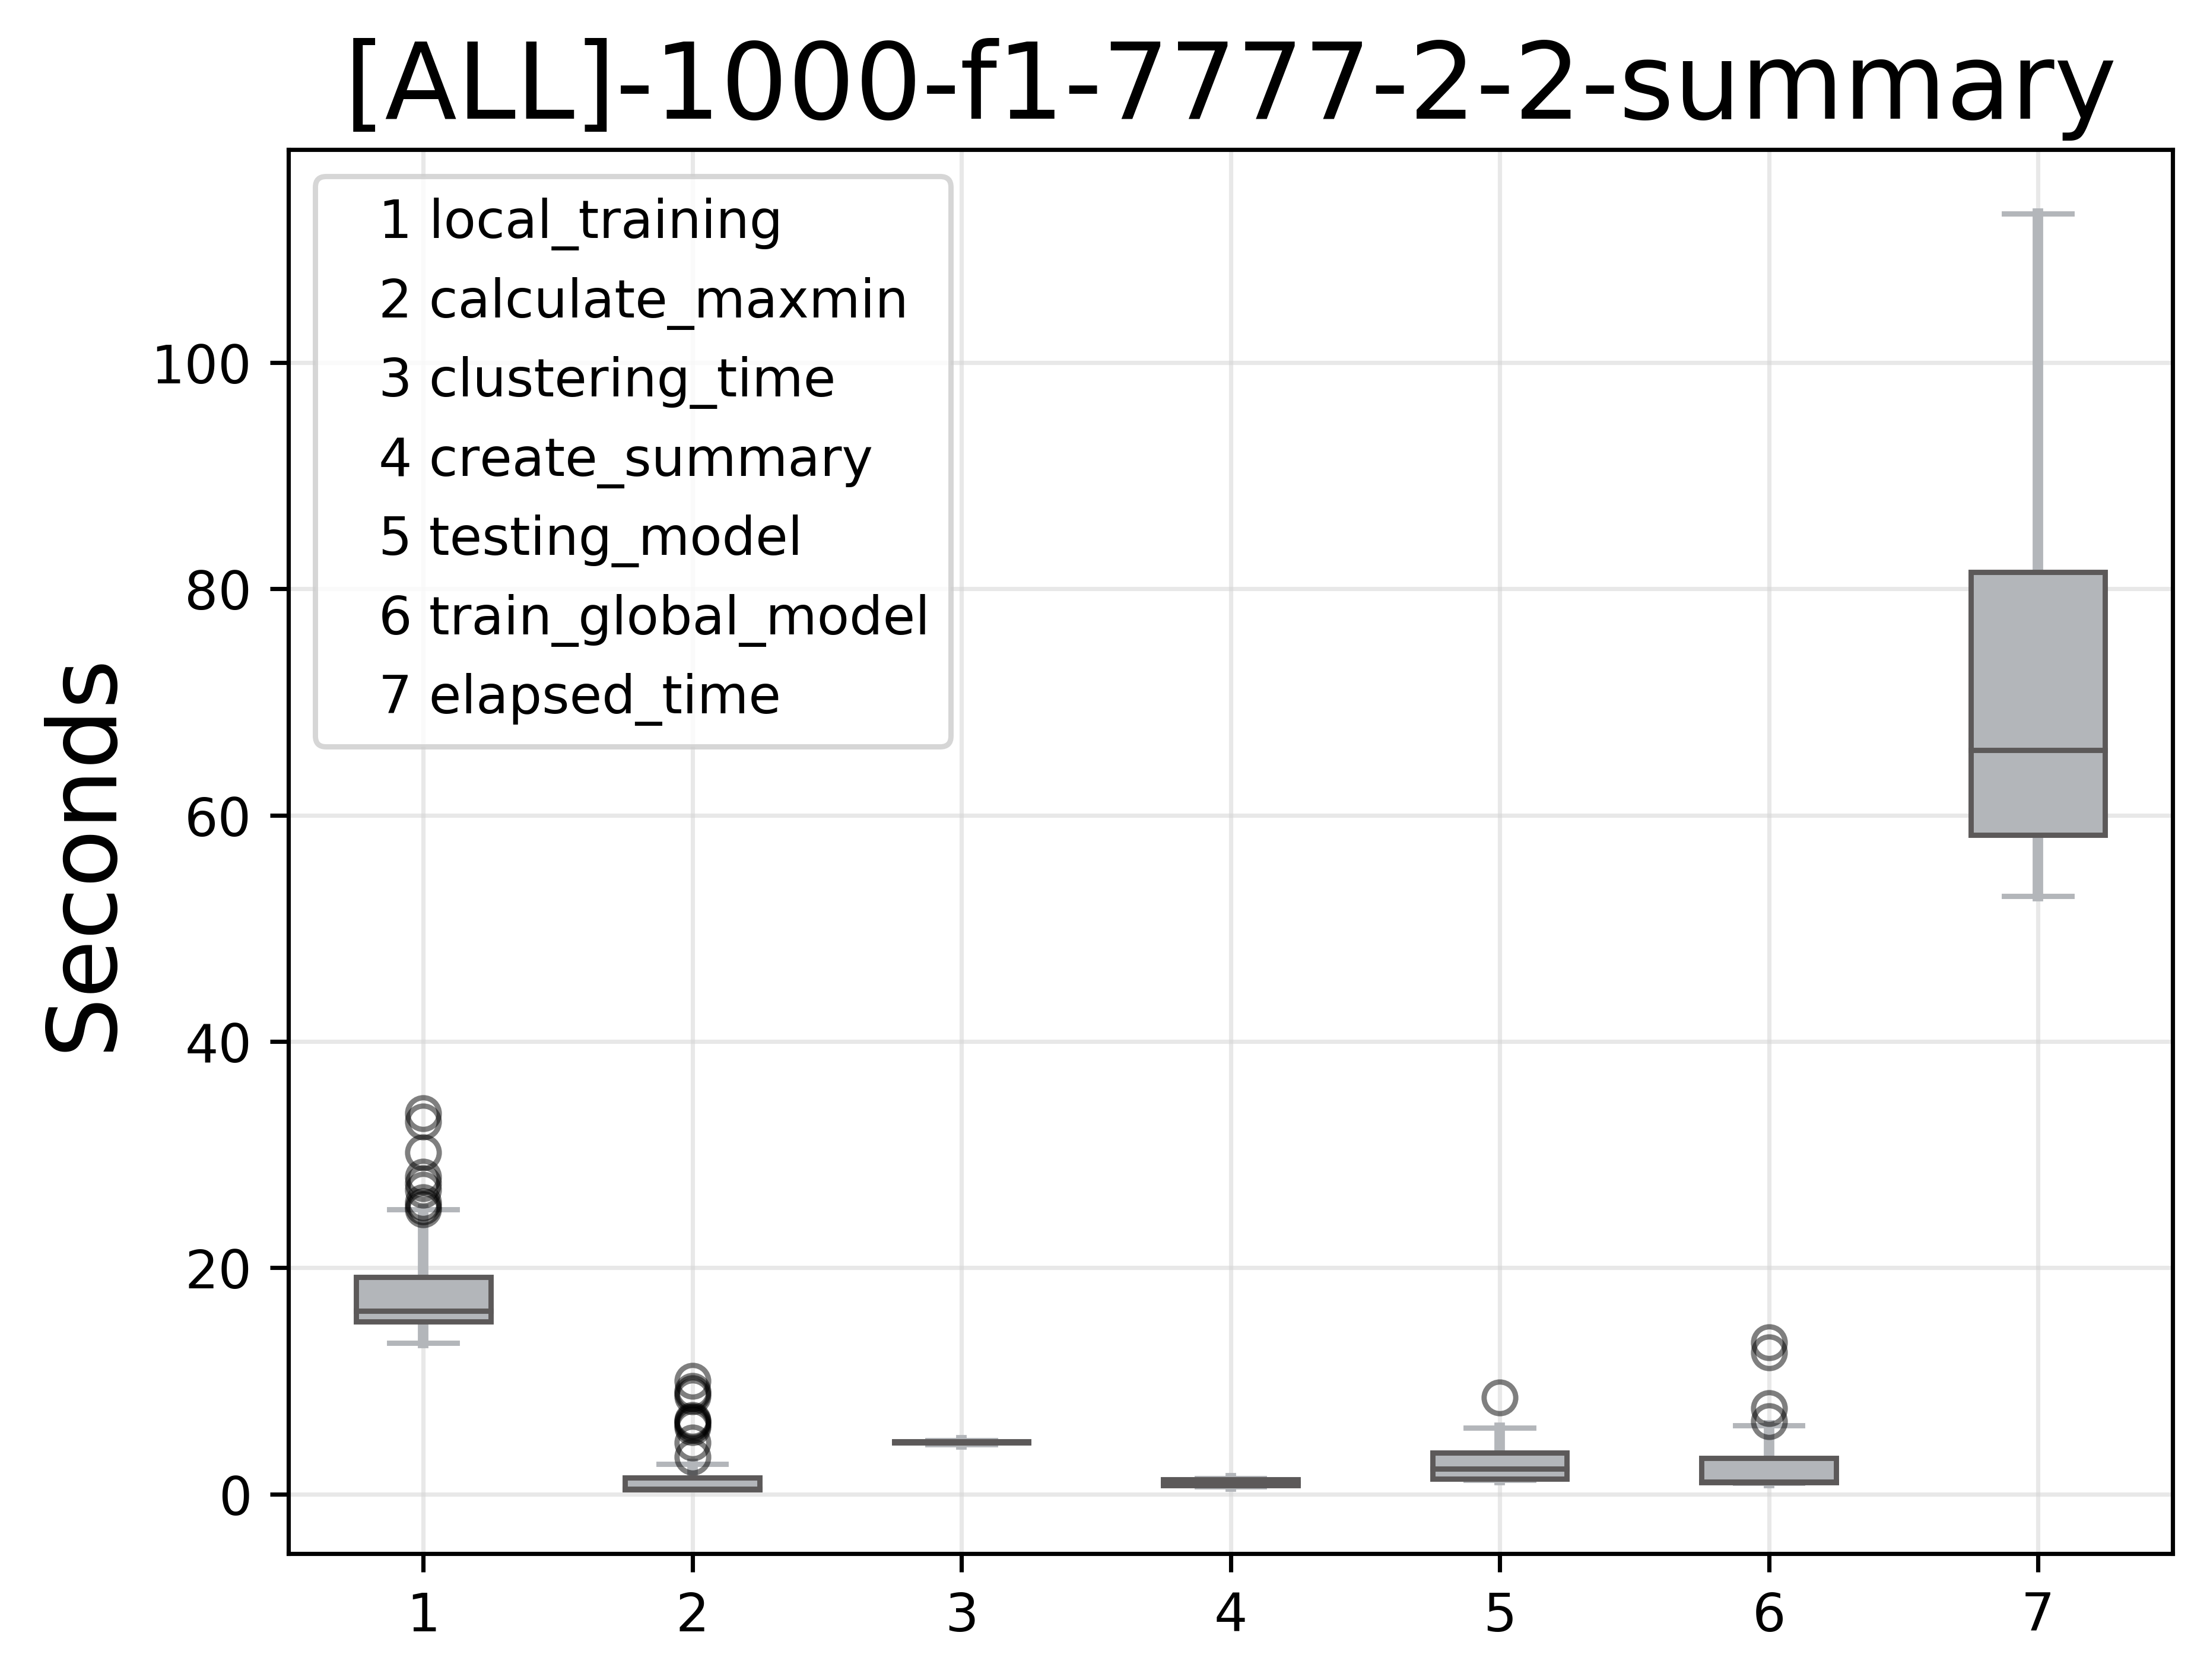 [ALL]-1000-f1-7777-2-2-summary
1 local_training
2 calculate_maxmin
3 clustering_time
4 create_summary
5 testing_model
6 train_global_model
7 elapsed_time
Seconds
100
80
60
40
20
0
1 2 3 4 5 6 7